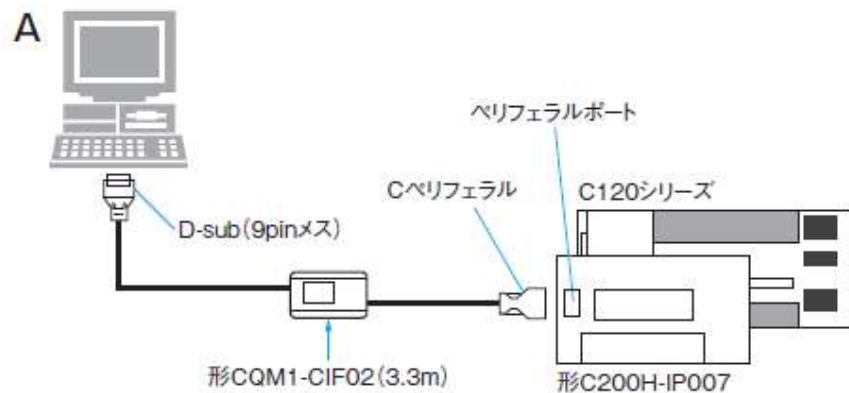 A
ペリフェラルポート
Cペリフェラル
C120シリーズ
D-sub(9pinメス)
形CQM1-CIF02(3.3m)
形C200H-IP007